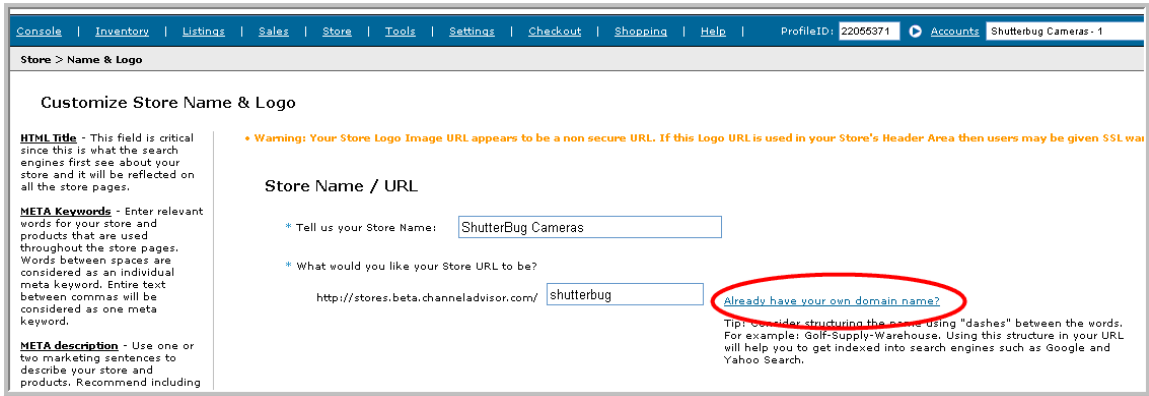 Console | Inventory | Listings | Sales | Store | Tools | Settings | Checkout | Shopping | Help | ProfileID: 22055371 Accounts Shutterbug Cameras - 1
Store > Name & Logo
Customize Store Name & Logo
HTML Title - This field is critical
since this is what the search
engines first see about your
store and it will be reflected on
all the store pages.
META Keywords - Enter relevant
words for your store and
products that are used
throughout the store pages.
Words between spaces are
considered as an individual
meta keyword. Entire text
between commas will be
considered as one meta
keyword.
META description - Use one or
two marketing sentences to
describe your store and
products. Recommend including
• Warning: Your Store Logo Image URL appears to be a non secure URL. If this Logo URL is used in your Store's Header Area then users may be given SSL wa
Store Name / URL
* Tell us your Store Name: ShutterBug Cameras
* What would you like your Store URL to be?
http://stores.beta.channeladvisor.com/ shutterbug
Already have your own domain name?
Tip: Consider structuring the name using "dashes" between the words.
For example: Golf-Supply-Warehouse. Using this structure in your URL
will help you to get indexed into search engines such as Google and
Yahoo Search.